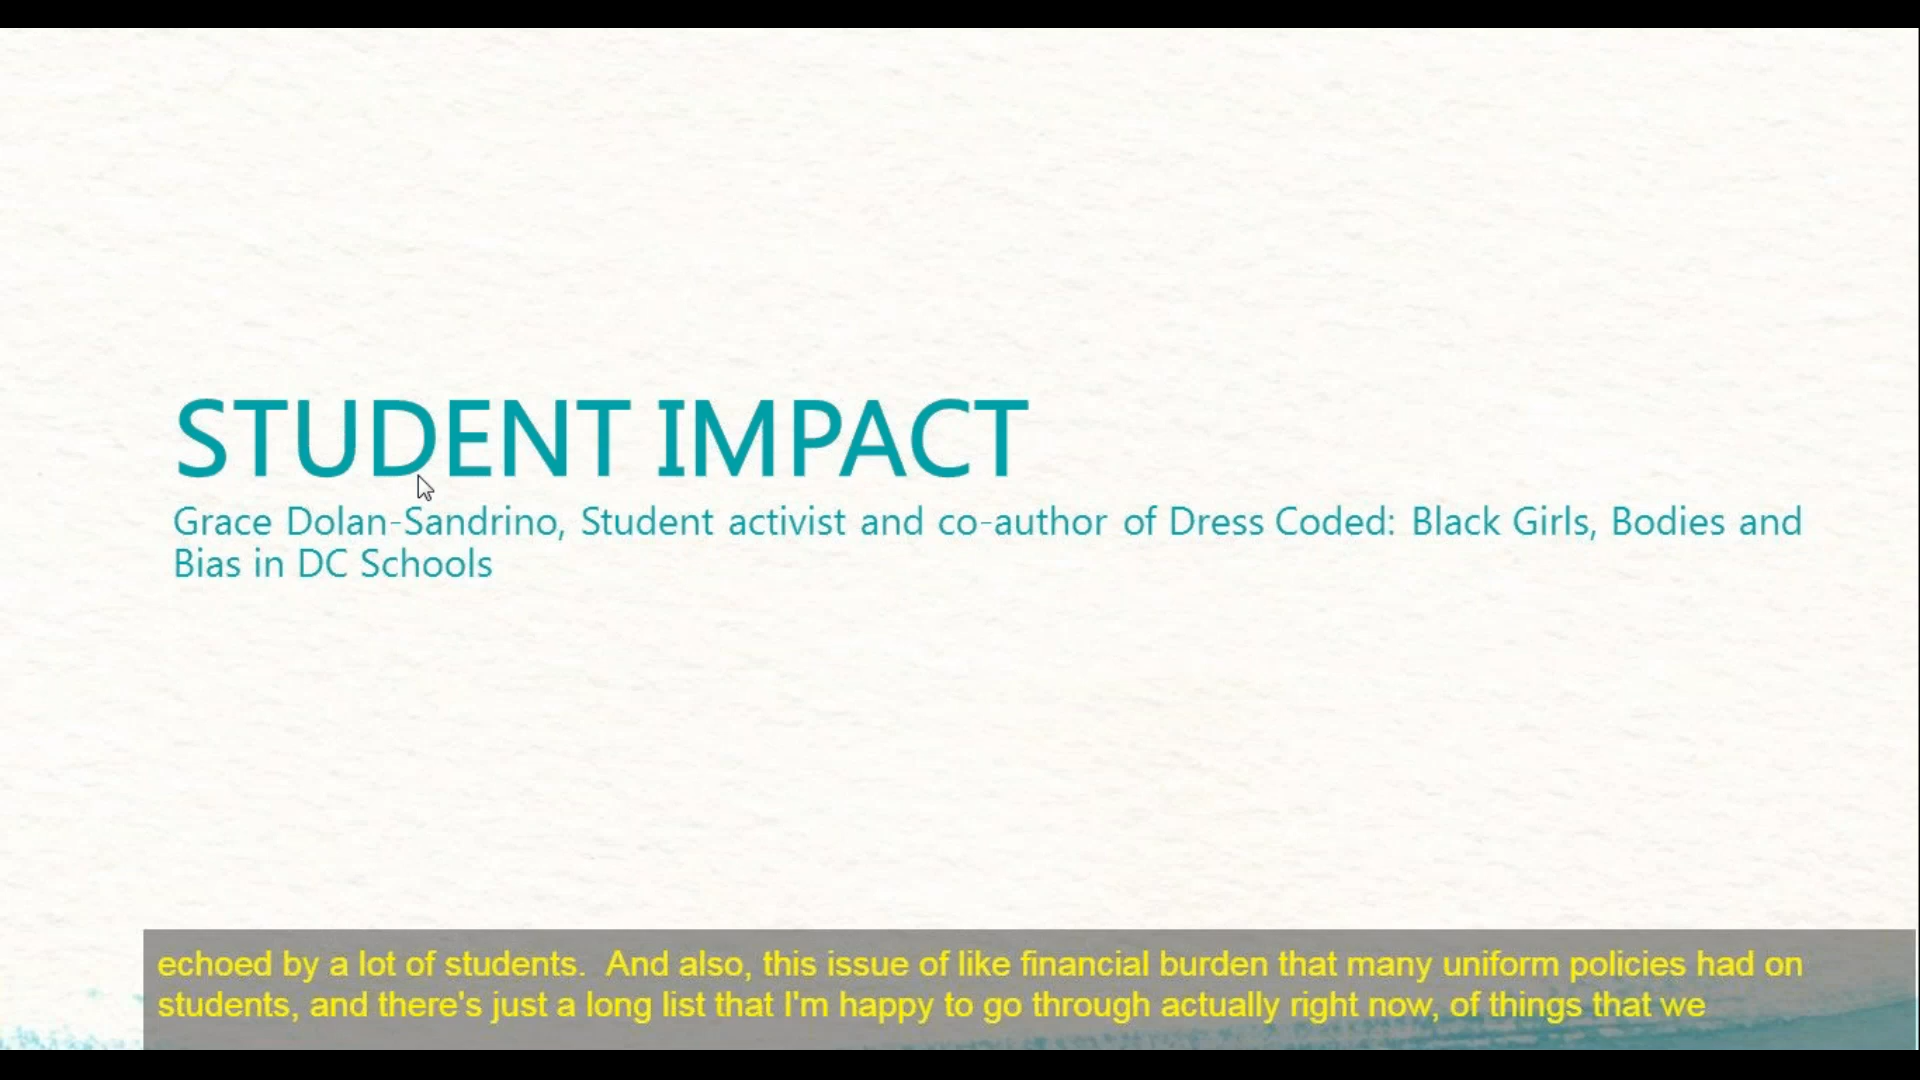 STUDENT IMPACT
Grace Dolan-Sandrino, Student activist and co-author of Dress Coded: Black Girls, Bodies and
Bias in DC Schools
echoed by a lot of students.  And also, this issue of like financial burden that many uniform policies had on
students, and there's just a long list that I'm happy to go through actually right now, of things that we